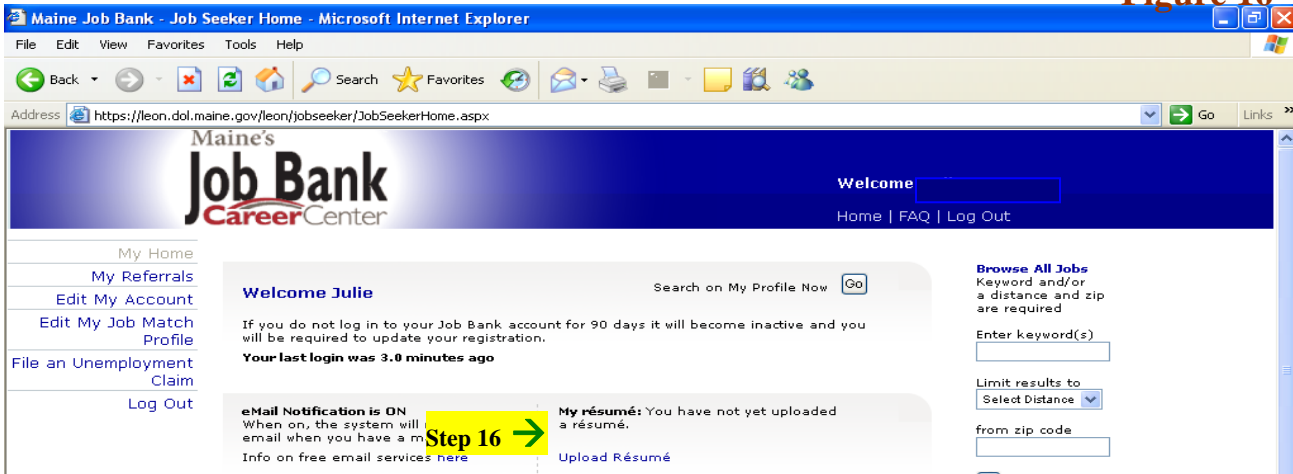 Figure 16
Maine Job Bank - Job Seeker Home - Microsoft Internet Explorer
File Edit View Favorites Tools Help
Back Search Favorites
Address https://leon.dol.maine.gov/leon/jobseeker/JobSeekerHome.aspx Go Links »
Maine's
Job Bank
CareerCenter
Welcome
Home | FAQ | Log Out
My Home
My Referrals
Edit My Account
Edit My Job Match
Profile
File an Unemployment
Claim
Log Out
Welcome Julie
Search on My Profile Now Go
If you do not log in to your Job Bank account for 90 days it will become inactive and you
will be required to update your registration.
Your last login was 3.0 minutes ago
eMail Notification is ON
When on, the system will
email when you have a m
Info on free email services here
Step 16 →
My résumé: You have not yet uploaded
a résumé.
Upload Résumé
Browse All Jobs
Keyword and/or
a distance and zip
are required
Enter keyword(s)
Limit results to
Select Distance
from zip code